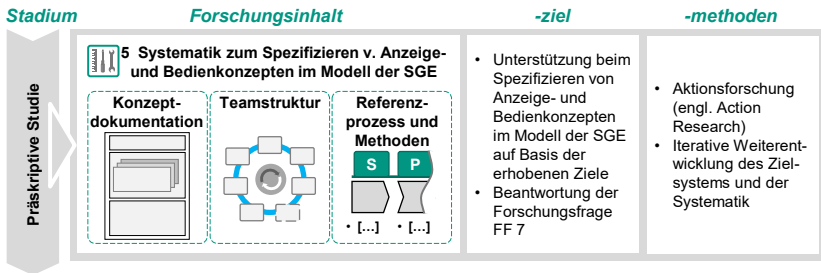 Stadium
Forschungsinhalt
-ziel
-methoden
Präskriptive Studie
5 Systematik zum Spezifizieren v. Anzeige-
und Bedienkonzepten im Modell der SGE
Konzept-
dokumentation
Teamstruktur
Referenz-
prozess und
Methoden
S
P
• [...]
• [...]
• Unterstützung beim
Spezifizieren von
Anzeige- und
Bedienkonzepten
im Modell der SGE
auf Basis der
erhobenen Ziele
• Beantwortung der
Forschungsfrage
FF 7
• Aktionsforschung
(engl. Action
Research)
• Iterative Weiterent-
wicklung des Ziel-
systems und der
Systematik